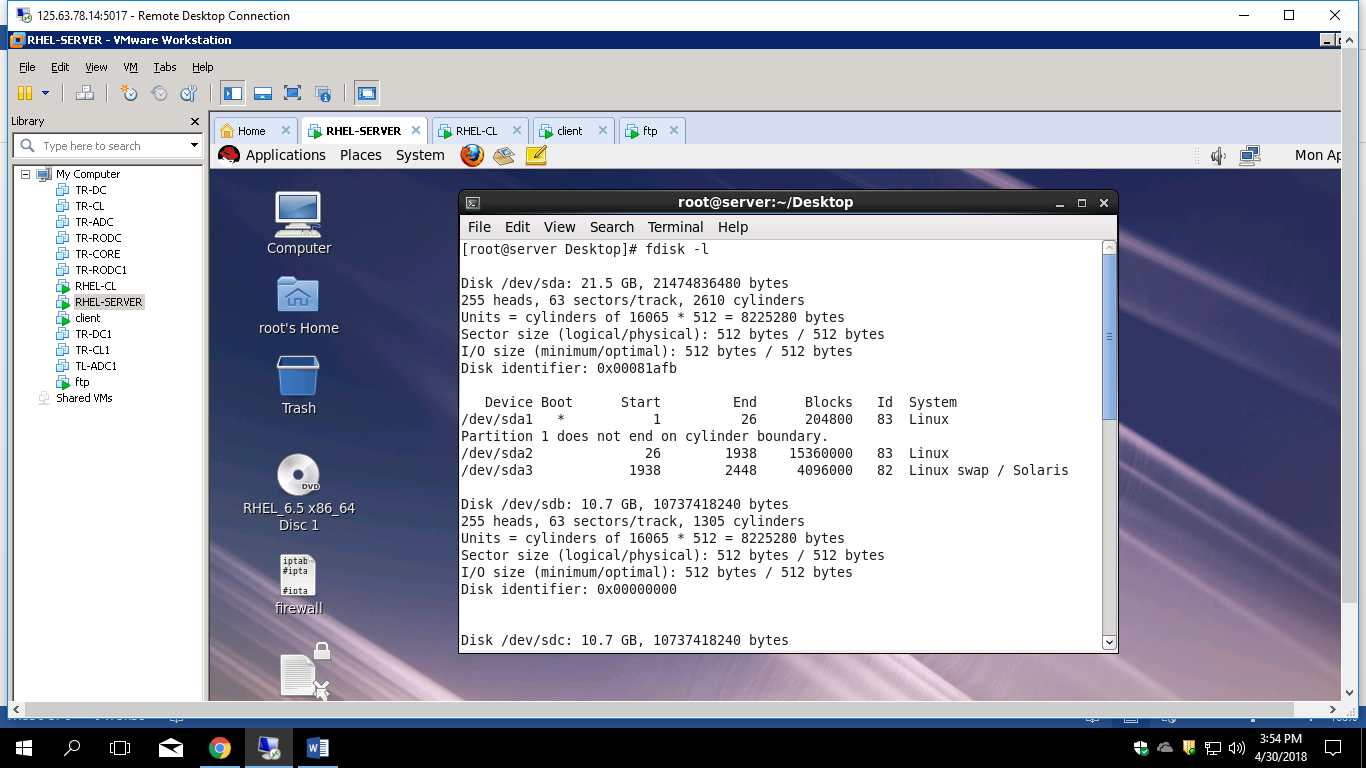 125.63.78.14:5017 - Remote Desktop Connection
RHEL-SERVER - VMware Workstation
File Edit View VM Tabs Help
Library
Type here to search
My Computer
TR-DC
TR-CL
TR-ADC
TR-RODC
TR-CORE
TR-RODC1
RHEL-CL
RHEL-SERVER
client
TR-DC1
TR-CL1
TL-ADC1
ftp
Shared VMs
Home RHEL-SERVER RHEL-CL client ftp
Applications Places System
Mon Ap
Computer
root's Home
Trash
DVD
RHEL_6.5 x86_64
Disc 1
iptab
#ipta
#ipta
firewall
root@server:~/Desktop
File Edit View Search Terminal Help
[root@server Desktop]# fdisk -l
Disk /dev/sda: 21.5 GB, 21474836480 bytes
255 heads, 63 sectors/track, 2610 cylinders
Units = cylinders of 16065 * 512 = 8225280 bytes
Sector size (logical/physical): 512 bytes / 512 bytes
I/O size (minimum/optimal): 512 bytes / 512 bytes
Disk identifier: 0x00081afb
Device Boot Start End Blocks Id System
/dev/sda1 * 1 26 204800 83 Linux
Partition 1 does not end on cylinder boundary.
/dev/sda2 26 1938 15360000 83 Linux
/dev/sda3 1938 2448 4096000 82 Linux swap / Solaris
Disk /dev/sdb: 10.7 GB, 10737418240 bytes
255 heads, 63 sectors/track, 1305 cylinders
Units = cylinders of 16065 * 512 = 8225280 bytes
Sector size (logical/physical): 512 bytes / 512 bytes
I/O size (minimum/optimal): 512 bytes / 512 bytes
Disk identifier: 0x00000000
Disk /dev/sdc: 10.7 GB, 10737418240 bytes
3:54 PM
4/30/2018